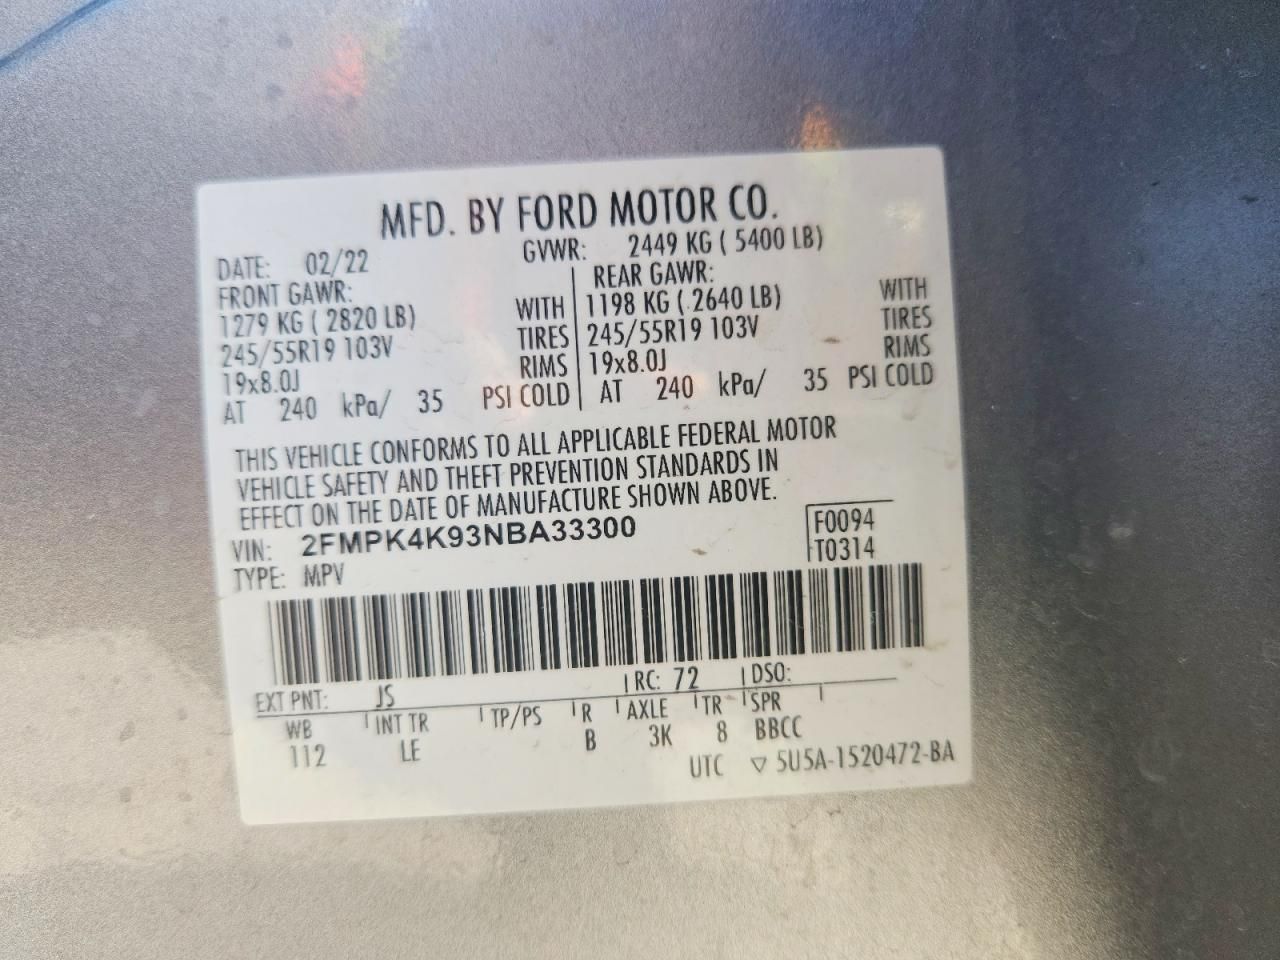 MFD. BY FORD MOTOR CO.
DATE: 02/22 GVWR: 2449 KG ( 5400 LB)
FRONT GAWR: REAR GAWR:
1279 KG ( 2820 LB) WITH 1198 KG ( 2640 LB) WITH
245/55R19 103V TIRES 245/55R19 103V TIRES
19x8.0J RIMS 19x8.0J RIMS
AT 240 kPa/ 35 PSI COLD AT 240 kPa/ 35 PSI COLD
THIS VEHICLE CONFORMS TO ALL APPLICABLE FEDERAL MOTOR
VEHICLE SAFETY AND THEFT PREVENTION STANDARDS IN
EFFECT ON THE DATE OF MANUFACTURE SHOWN ABOVE.
VIN: 2FMPK4K93NBA33300 F0094
TYPE: MPV T0314
EXT PNT: JS RC: 72 DSO:
WB INT TR TP/PS R AXLE TR SPR
112 LE B 3K 8 BBCC
UTC ▽ 5U5A-1520472-BA